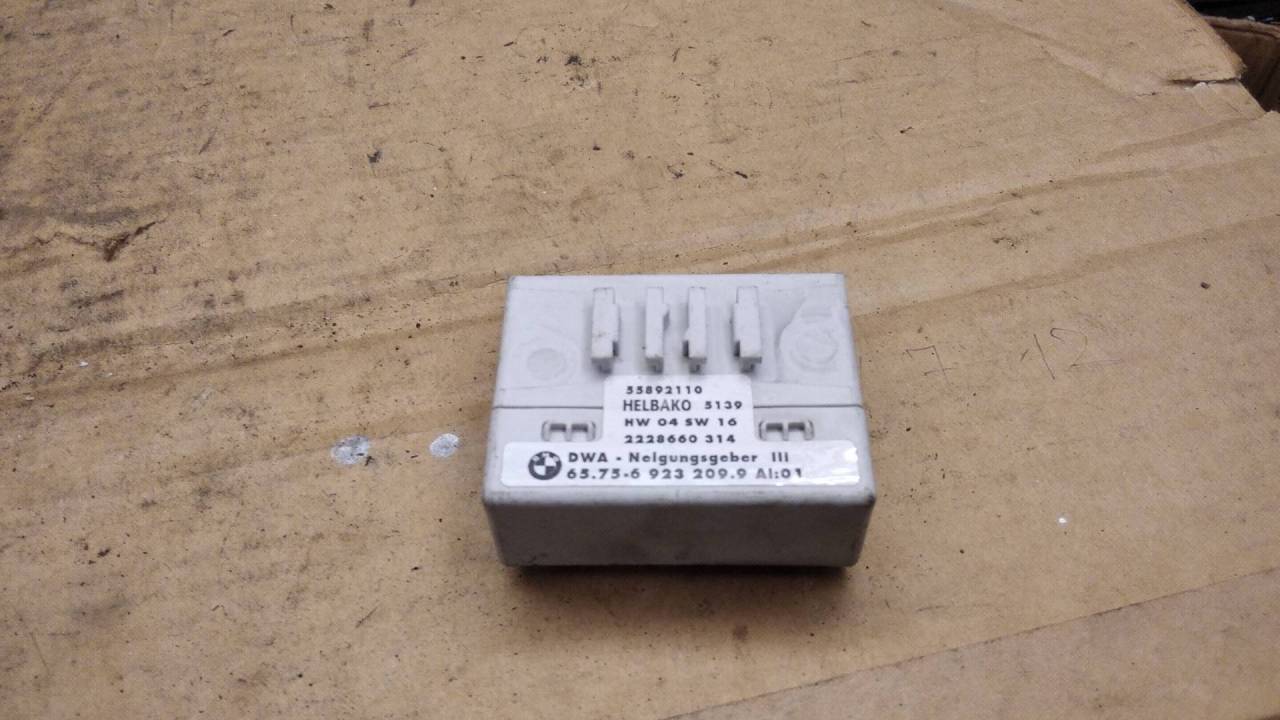 55892110
HELBAKO 5139
HW 04 SW 16
2228660 314
DWA - Neigungsgeber III
65.75-6 923 209.9 AI:01